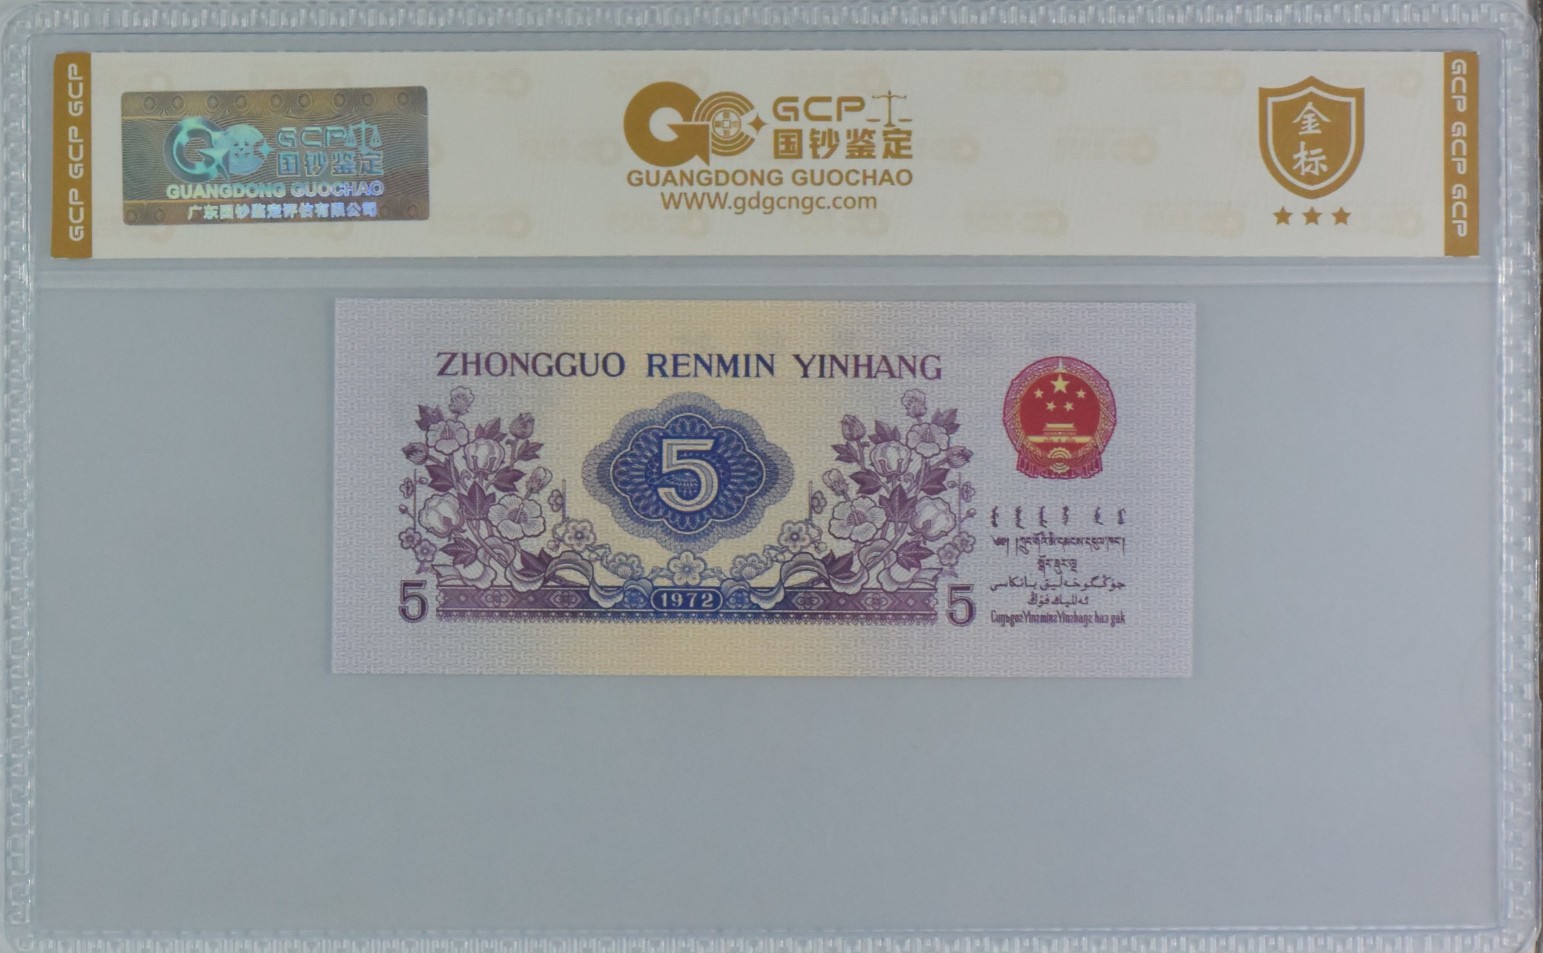 GCP GCP GCP
GCP
国钞鉴定
GUANGDONG GUOCHAO
广东国钞鉴定评估有限公司
GCP
国钞鉴定
GUANGDONG GUOCHAO
WWW.gdgcngc.com
金
标
GCP GCP GCP
ZHONGGUO RENMIN YINHANG
5
5
1972
5